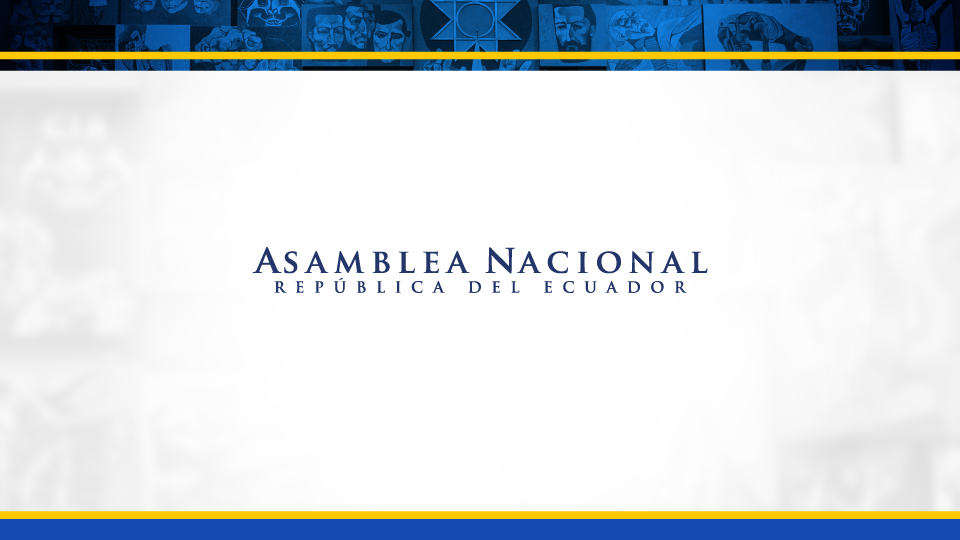 ASAMBLEA NACIONAL
REPÚBLICA DEL ECUADOR